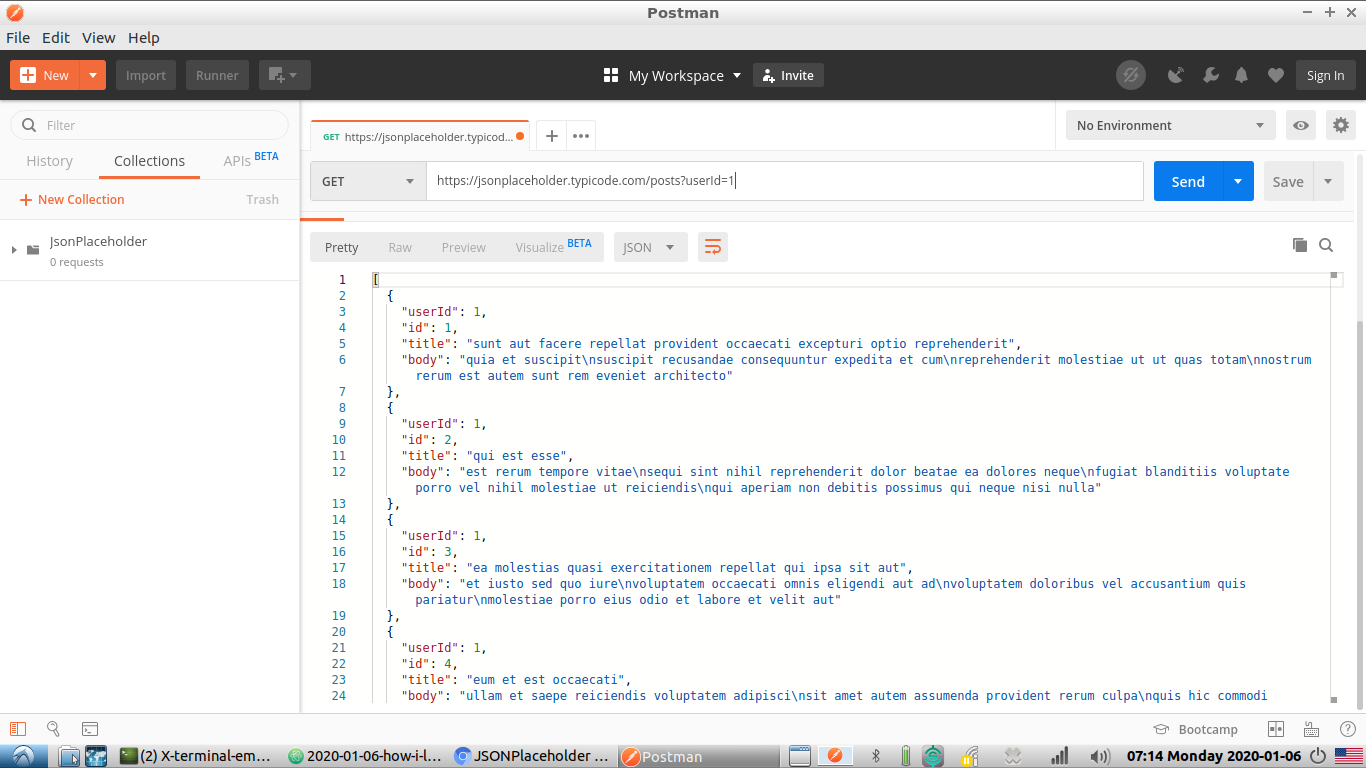 Postman
File Edit View Help
New Import Runner My Workspace Invite Sign In
Filter
History Collections APIs BETA
New Collection Trash
JsonPlaceholder
0 requests
GET https://jsonplaceholder.typicod... No Environment
GET https://jsonplaceholder.typicode.com/posts?userId=1 Send Save
Pretty Raw Preview Visualize BETA JSON
1 [
2 {
3 "userId": 1,
4 "id": 1,
5 "title": "sunt aut facere repellat provident occaecati excepturi optio reprehenderit",
6 "body": "quia et suscipit\nsuscipit recusandae consequuntur expedita et cum\nreprehenderit molestiae ut ut quas totam\nnostrum
rerum est autem sunt rem eveniet architecto"
7 },
8 {
9 "userId": 1,
10 "id": 2,
11 "title": "qui est esse",
12 "body": "est rerum tempore vitae\nsequi sint nihil reprehenderit dolor beatae ea dolores neque\nfugiat blanditiis voluptate
porro vel nihil molestiae ut reiciendis\nqui aperiam non debitis possimus qui neque nisi nulla"
13 },
14 {
15 "userId": 1,
16 "id": 3,
17 "title": "ea molestias quasi exercitationem repellat qui ipsa sit aut",
18 "body": "et iusto sed quo iure\nvoluptatem occaecati omnis eligendi aut ad\nvoluptatem doloribus vel accusantium quis
pariatur\nmolestiae porro eius odio et labore et velit aut"
19 },
20 {
21 "userId": 1,
22 "id": 4,
23 "title": "eum et est occaecati",
24 "body": "ullam et saepe reiciendis voluptatem adipisci\nsit amet autem assumenda provident rerum culpa\nquis hic commodi
Bootcamp
(2) X-terminal-em... 2020-01-06-how-i-l... JSONPlaceholder ... Postman 07:14 Monday 2020-01-06